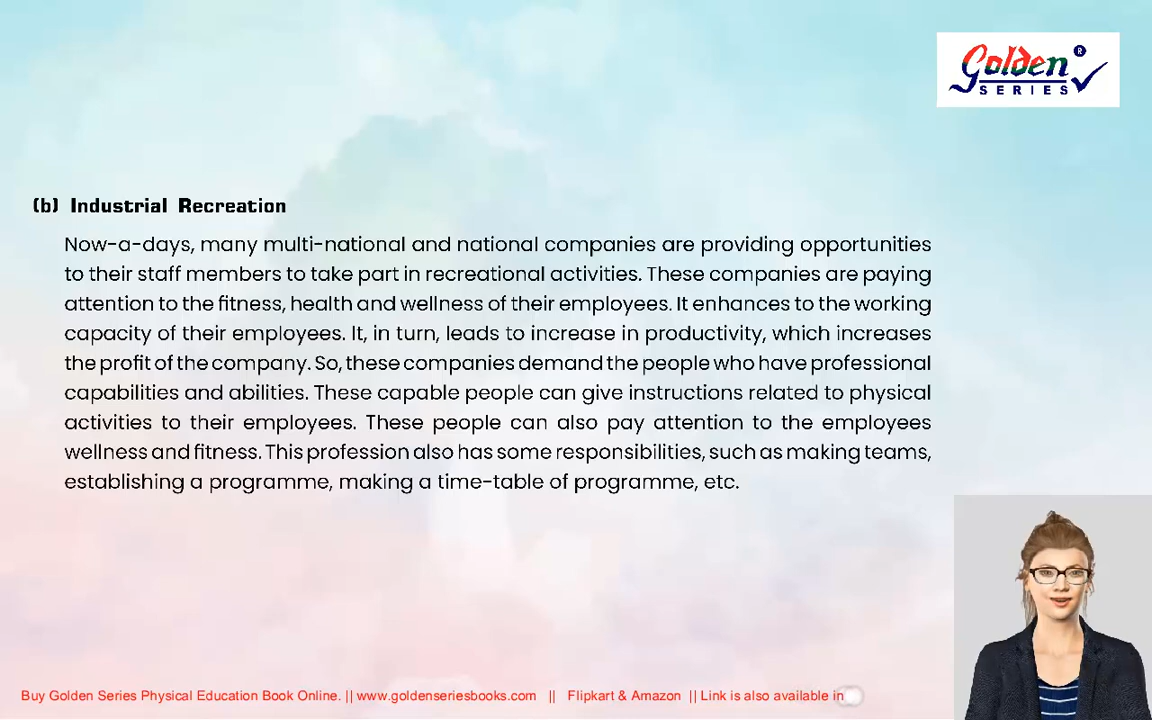 Golden ®
SERIES
(b) Industrial Recreation
Now-a-days, many multi-national and national companies are providing opportunities
to their staff members to take part in recreational activities. These companies are paying
attention to the fitness, health and wellness of their employees. It enhances to the working
capacity of their employees. It, in turn, leads to increase in productivity, which increases
the profit of the company. So, these companies demand the people who have professional
capabilities and abilities. These capable people can give instructions related to physical
activities to their employees. These people can also pay attention to the employees
wellness and fitness. This profession also has some responsibilities, such as making teams,
establishing a programme, making a time-table of programme, etc.
Buy Golden Series Physical Education Book Online. || www.goldenseriesbooks.com || Flipkart & Amazon || Link is also available in